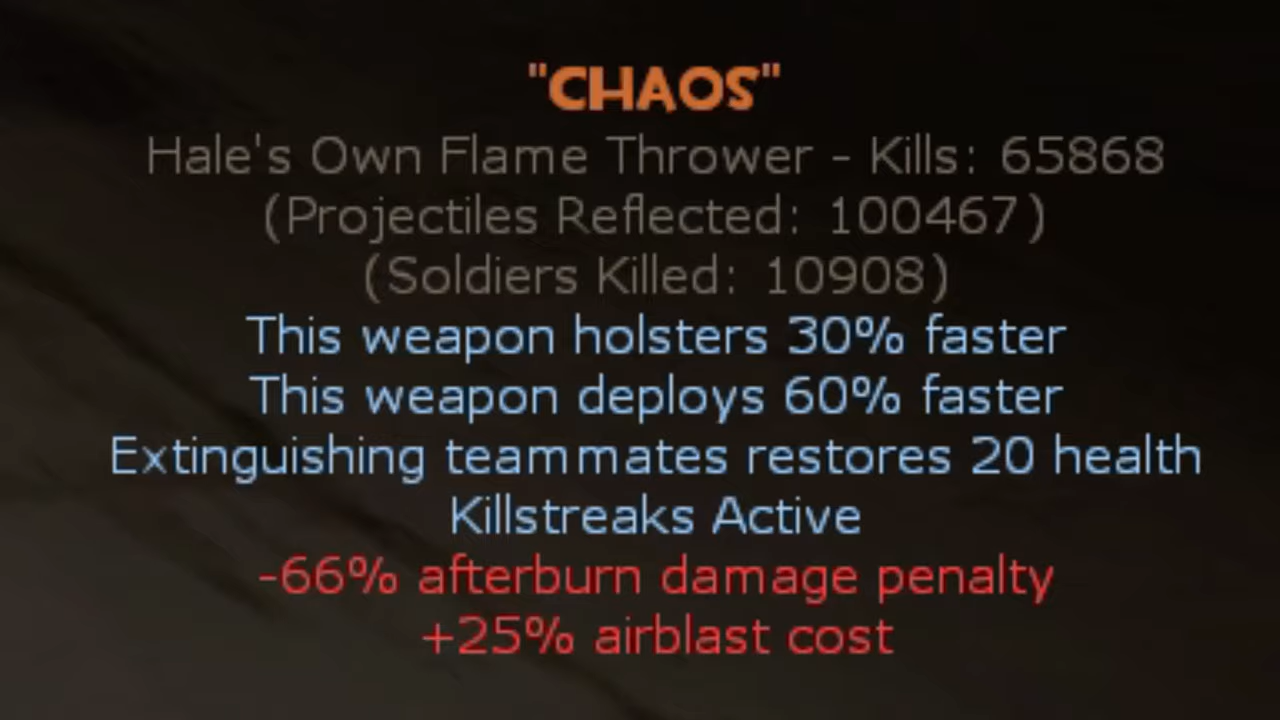 "CHAOS"
Hale's Own Flame Thrower - Kills: 65868
(Projectiles Reflected: 100467)
(Soldiers Killed: 10908)
This weapon holsters 30% faster
This weapon deploys 60% faster
Extinguishing teammates restores 20 health
Killstreaks Active
-66% afterburn damage penalty
+25% airblast cost